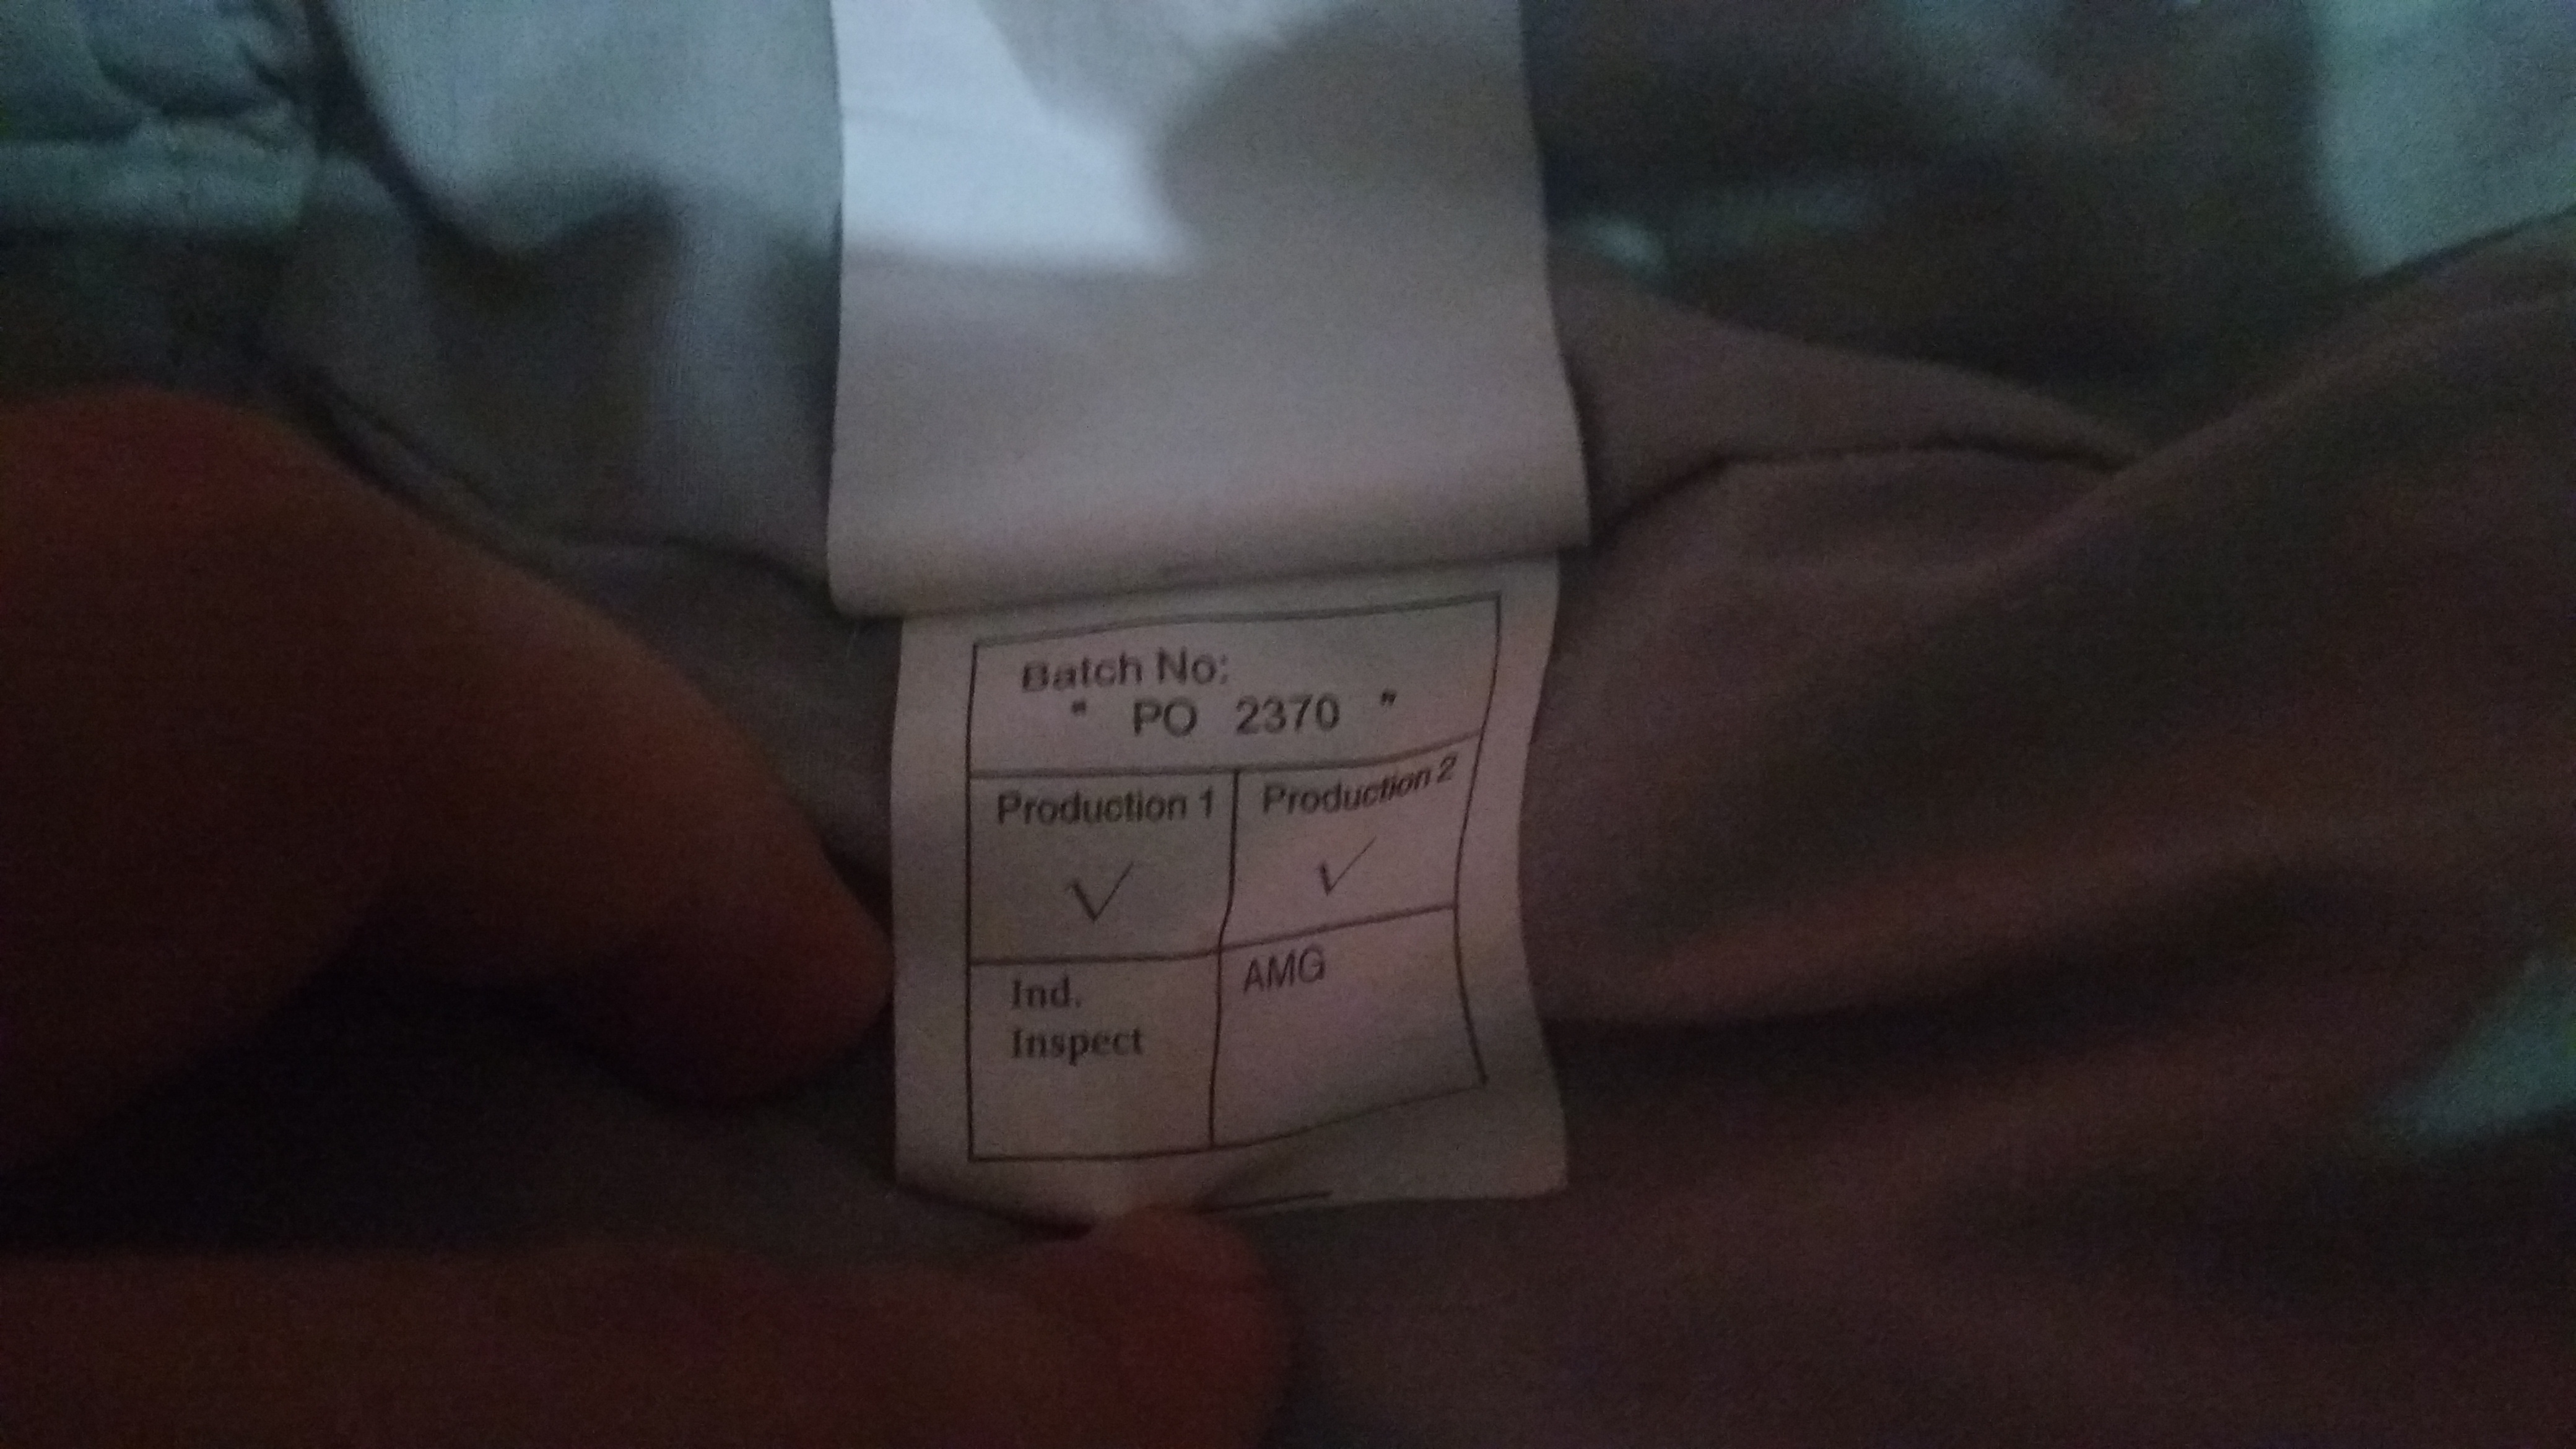 Batch No:
" PO 2370 "
Production 1
Production 2
✓
✓
Ind.
Inspect
AMG